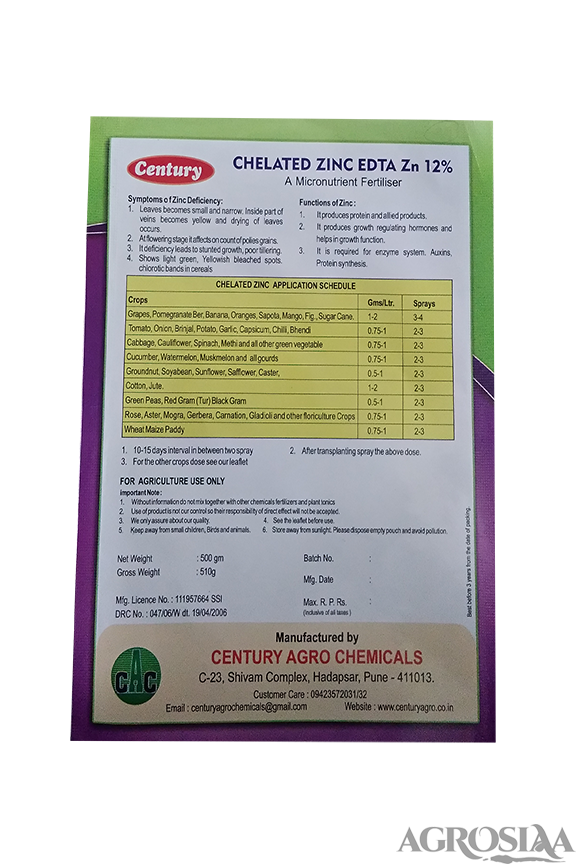 Century
CHELATED ZINC EDTA Zn 12%
A Micronutrient Fertiliser
Symptoms of Zinc Deficiency:
1. Leaves becomes small and narrow. Inside part of
veins becomes yellow and drying of leaves
occurs.
2. At flowering stage it affects on count of pollies grains.
3. It deficiency leads to stunted growth, poor tillering.
4. Shows light green, Yellowish bleached spots,
chlorotic bands in cereals
Functions of Zinc :
1. It produces protein and allied products.
2. It produces growth regulating hormones and
helps in growth function.
3. It is required for enzyme system. Auxins,
Protein synthesis.
CHELATED ZINC APPLICATION SCHEDULE
Crops Gms/Ltr. Sprays
Grapes, Pomegranate Ber, Banana, Oranges, Sapota, Mango, Fig., Sugar Cane. 1-2 3-4
Tomato, Onion, Brinjal, Potato, Garlic, Capsicum, Chilli, Bhendi 0.75-1 2-3
Cabbage, Cauliflower, Spinach, Methi and all other green vegetable 0.75-1 2-3
Cucumber, Watermelon, Muskmelon and all gourds 0.75-1 2-3
Groundnut, Soyabean, Sunflower, Safflower, Caster, 0.5-1 2-3
Cotton, Jute. 1-2 2-3
Green Peas, Red Gram (Tur) Black Gram 0.5-1 2-3
Rose, Aster, Mogra, Gerbera, Carnation, Gladioli and other floriculture Crops 0.75-1 2-3
Wheat Maize Paddy 0.75-1 2-3
1. 10-15 days interval in between two spray 2. After transplanting spray the above dose.
3. For the other crops dose see our leaflet
FOR AGRICULTURE USE ONLY
Important Note :
1. Without information do not mix together with other chemicals fertilizers and plant tonics
2. Use of product is not our control so their responsibility of direct effect will not be accepted.
3. We only assure about our quality. 4. See the leaflet before use.
5. Keep away from small children, Birds and animals. 6. Store away from sunlight. Please dispose empty pouch and avoid pollution.
Net Weight : 500 gm
Gross Weight : 510g
Batch No. :
Mfg. Date :
Max. R. P. Rs. :
(Inclusive of all taxes)
Mfg. Licence No. : 111957664 SSI
DRC No. : 047/06/W dt. 19/04/2006
Best before 3 years from the date of packing.
Manufactured by
CENTURY AGRO CHEMICALS
C-23, Shivam Complex, Hadapsar, Pune - 411013.
Customer Care : 09423572031/32
Email : centuryagrochemicals@gmail.com Website : www.centuryagro.co.in
CAC
AGROSIAA